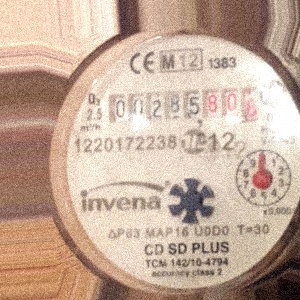 CE M12 1383
Q3
2.5
m³/h
00285806
1220172238 12
x0,0001
invena
ΔP63 MAP16 U0D0 T=30
CD SD PLUS
TCM 142/10-4794
accuracy class 2